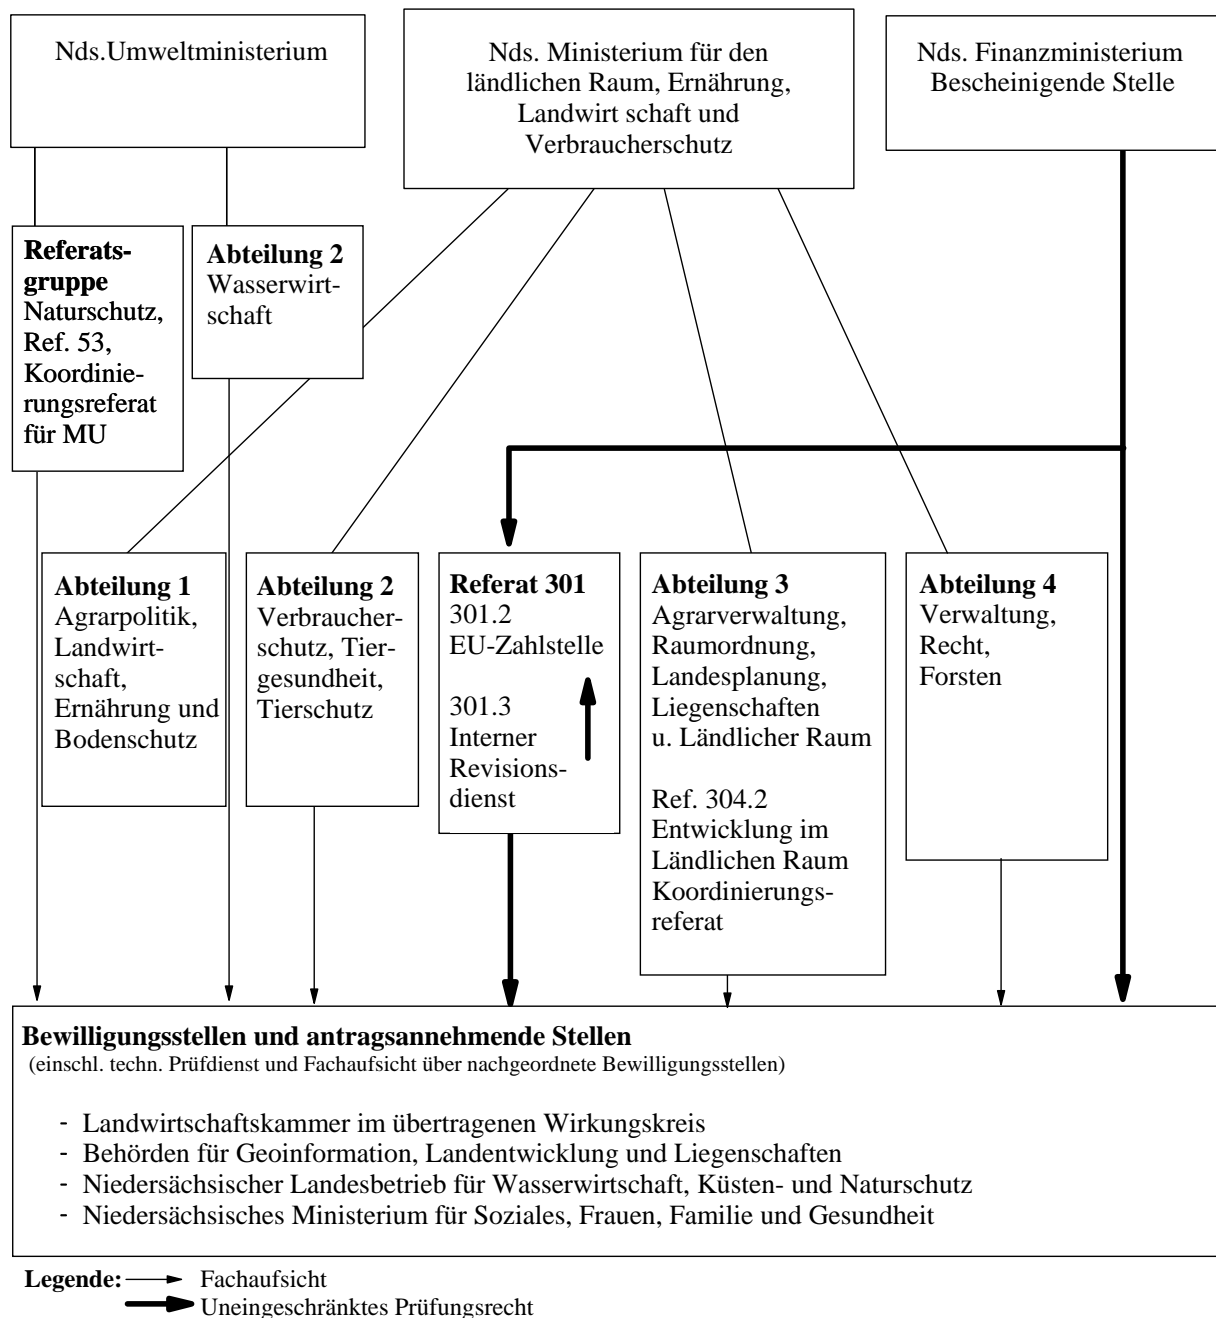 Nds.Umweltministerium
Nds. Ministerium für den
ländlichen Raum, Ernährung,
Landwirt schaft und
Verbraucherschutz
Nds. Finanzministerium
Bescheinigende Stelle
Referats-
gruppe
Naturschutz,
Ref. 53,
Koordinie-
rungsreferat
für MU
Abteilung 2
Wasserwirt-
schaft
Abteilung 1
Agrarpolitik,
Landwirt-
schaft,
Ernährung und
Bodenschutz
Abteilung 2
Verbraucher-
schutz, Tier-
gesundheit,
Tierschutz
Referat 301
301.2
EU-Zahlstelle
301.3
Interner
Revisions-
dienst
Abteilung 3
Agrarverwaltung,
Raumordnung,
Landesplanung,
Liegenschaften
u. Ländlicher Raum
Ref. 304.2
Entwicklung im
Ländlichen Raum
Koordinierungs-
referat
Abteilung 4
Verwaltung,
Recht,
Forsten
Bewilligungsstellen und antragsannehmende Stellen
(einschl. techn. Prüfdienst und Fachaufsicht über nachgeordnete Bewilligungsstellen)
- Landwirtschaftskammer im übertragenen Wirkungskreis
- Behörden für Geoinformation, Landentwicklung und Liegenschaften
- Niedersächsischer Landesbetrieb für Wasserwirtschaft, Küsten- und Naturschutz
- Niedersächsisches Ministerium für Soziales, Frauen, Familie und Gesundheit
Legende: Fachaufsicht
Uneingeschränktes Prüfungsrecht